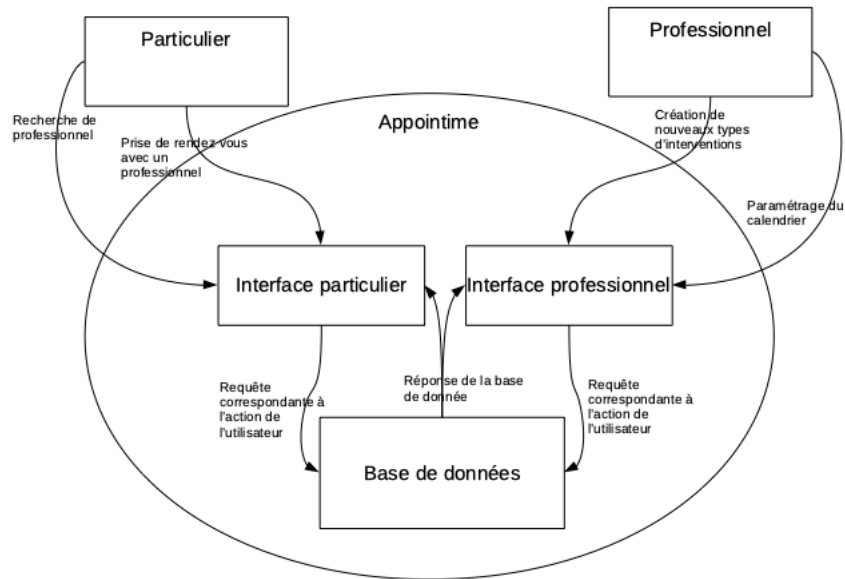 Particulier
Professionnel
Recherche de
professionnel
Prise de rendez vous
avec un
professionnel
Appointime
Création de
nouveaux types
d'interventions
Paramétrage du
calendrier
Interface particulier
Interface professionnel
Requête
correspondante à
l'action de
l'utilisateur
Réponse de la base
de donnée
Requête
correspondante à
l'action de
l'utilisateur
Base de données